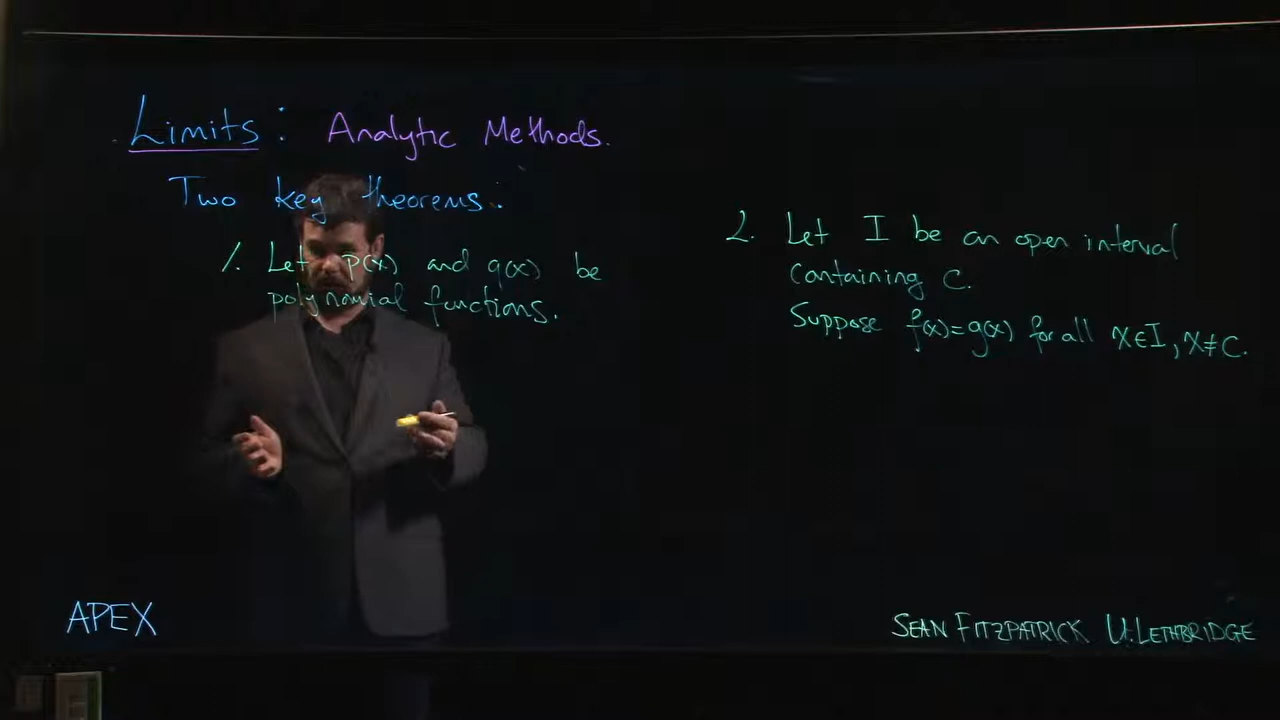 Limits: Analytic Methods.
Two key theorems:
1. Let p(x) and q(x) be
polynomial functions.
2. Let I be an open interval
containing C.
Suppose f(x)=g(x) for all x∈I, x≠C.
APEX
SEAN FITZPATRICK U. LETHBRIDGE